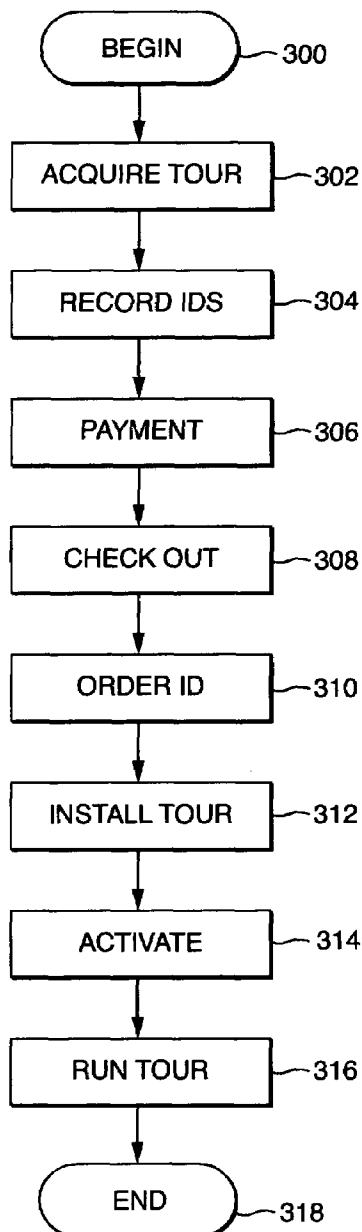 BEGIN 300
ACQUIRE TOUR 302
RECORD IDS 304
PAYMENT 306
CHECK OUT 308
ORDER ID 310
INSTALL TOUR 312
ACTIVATE 314
RUN TOUR 316
END 318